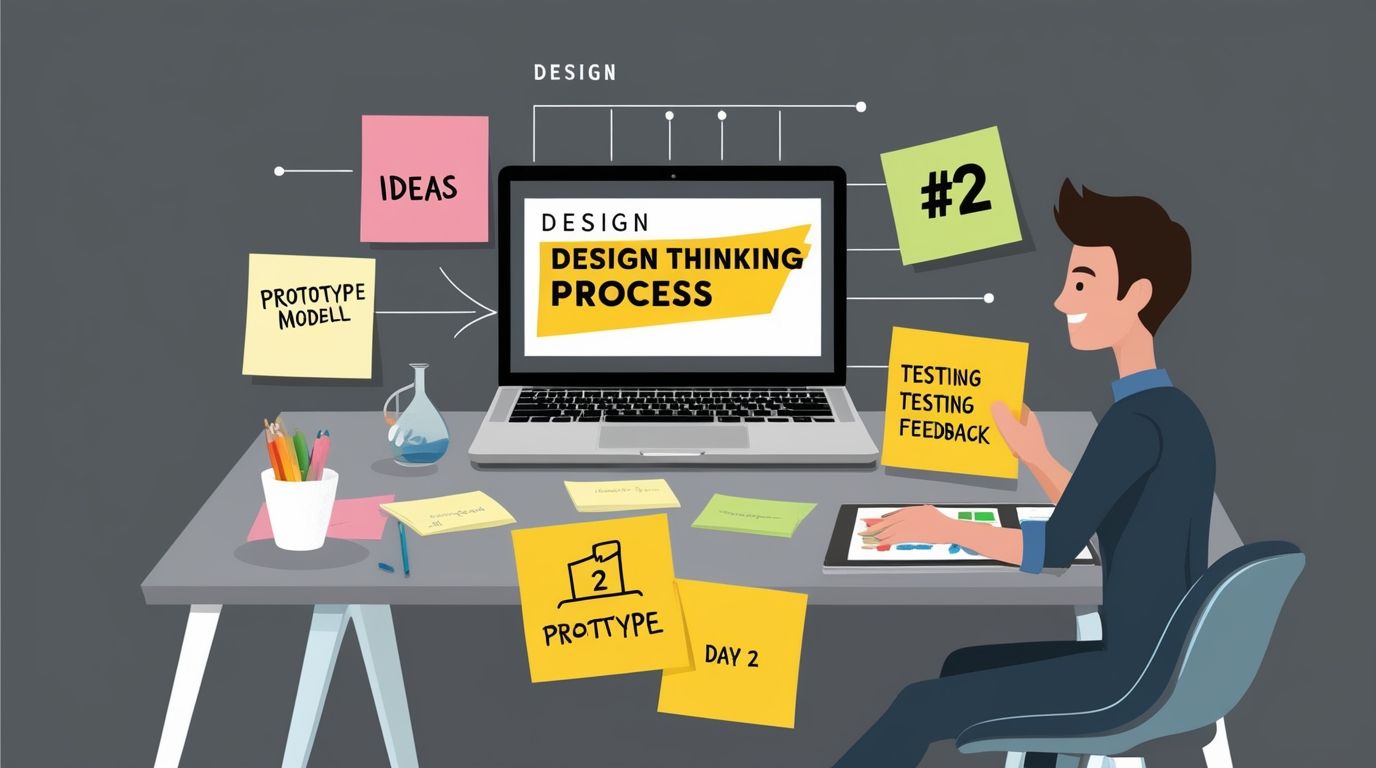 DESIGN
IDEAS
#2
DESIGN
DESIGN THINKING
PROCESS
PROTOTYPE
MODELL
TESTING
TESTING
FEEDBACK
2
PROTTYPE
DAY 2